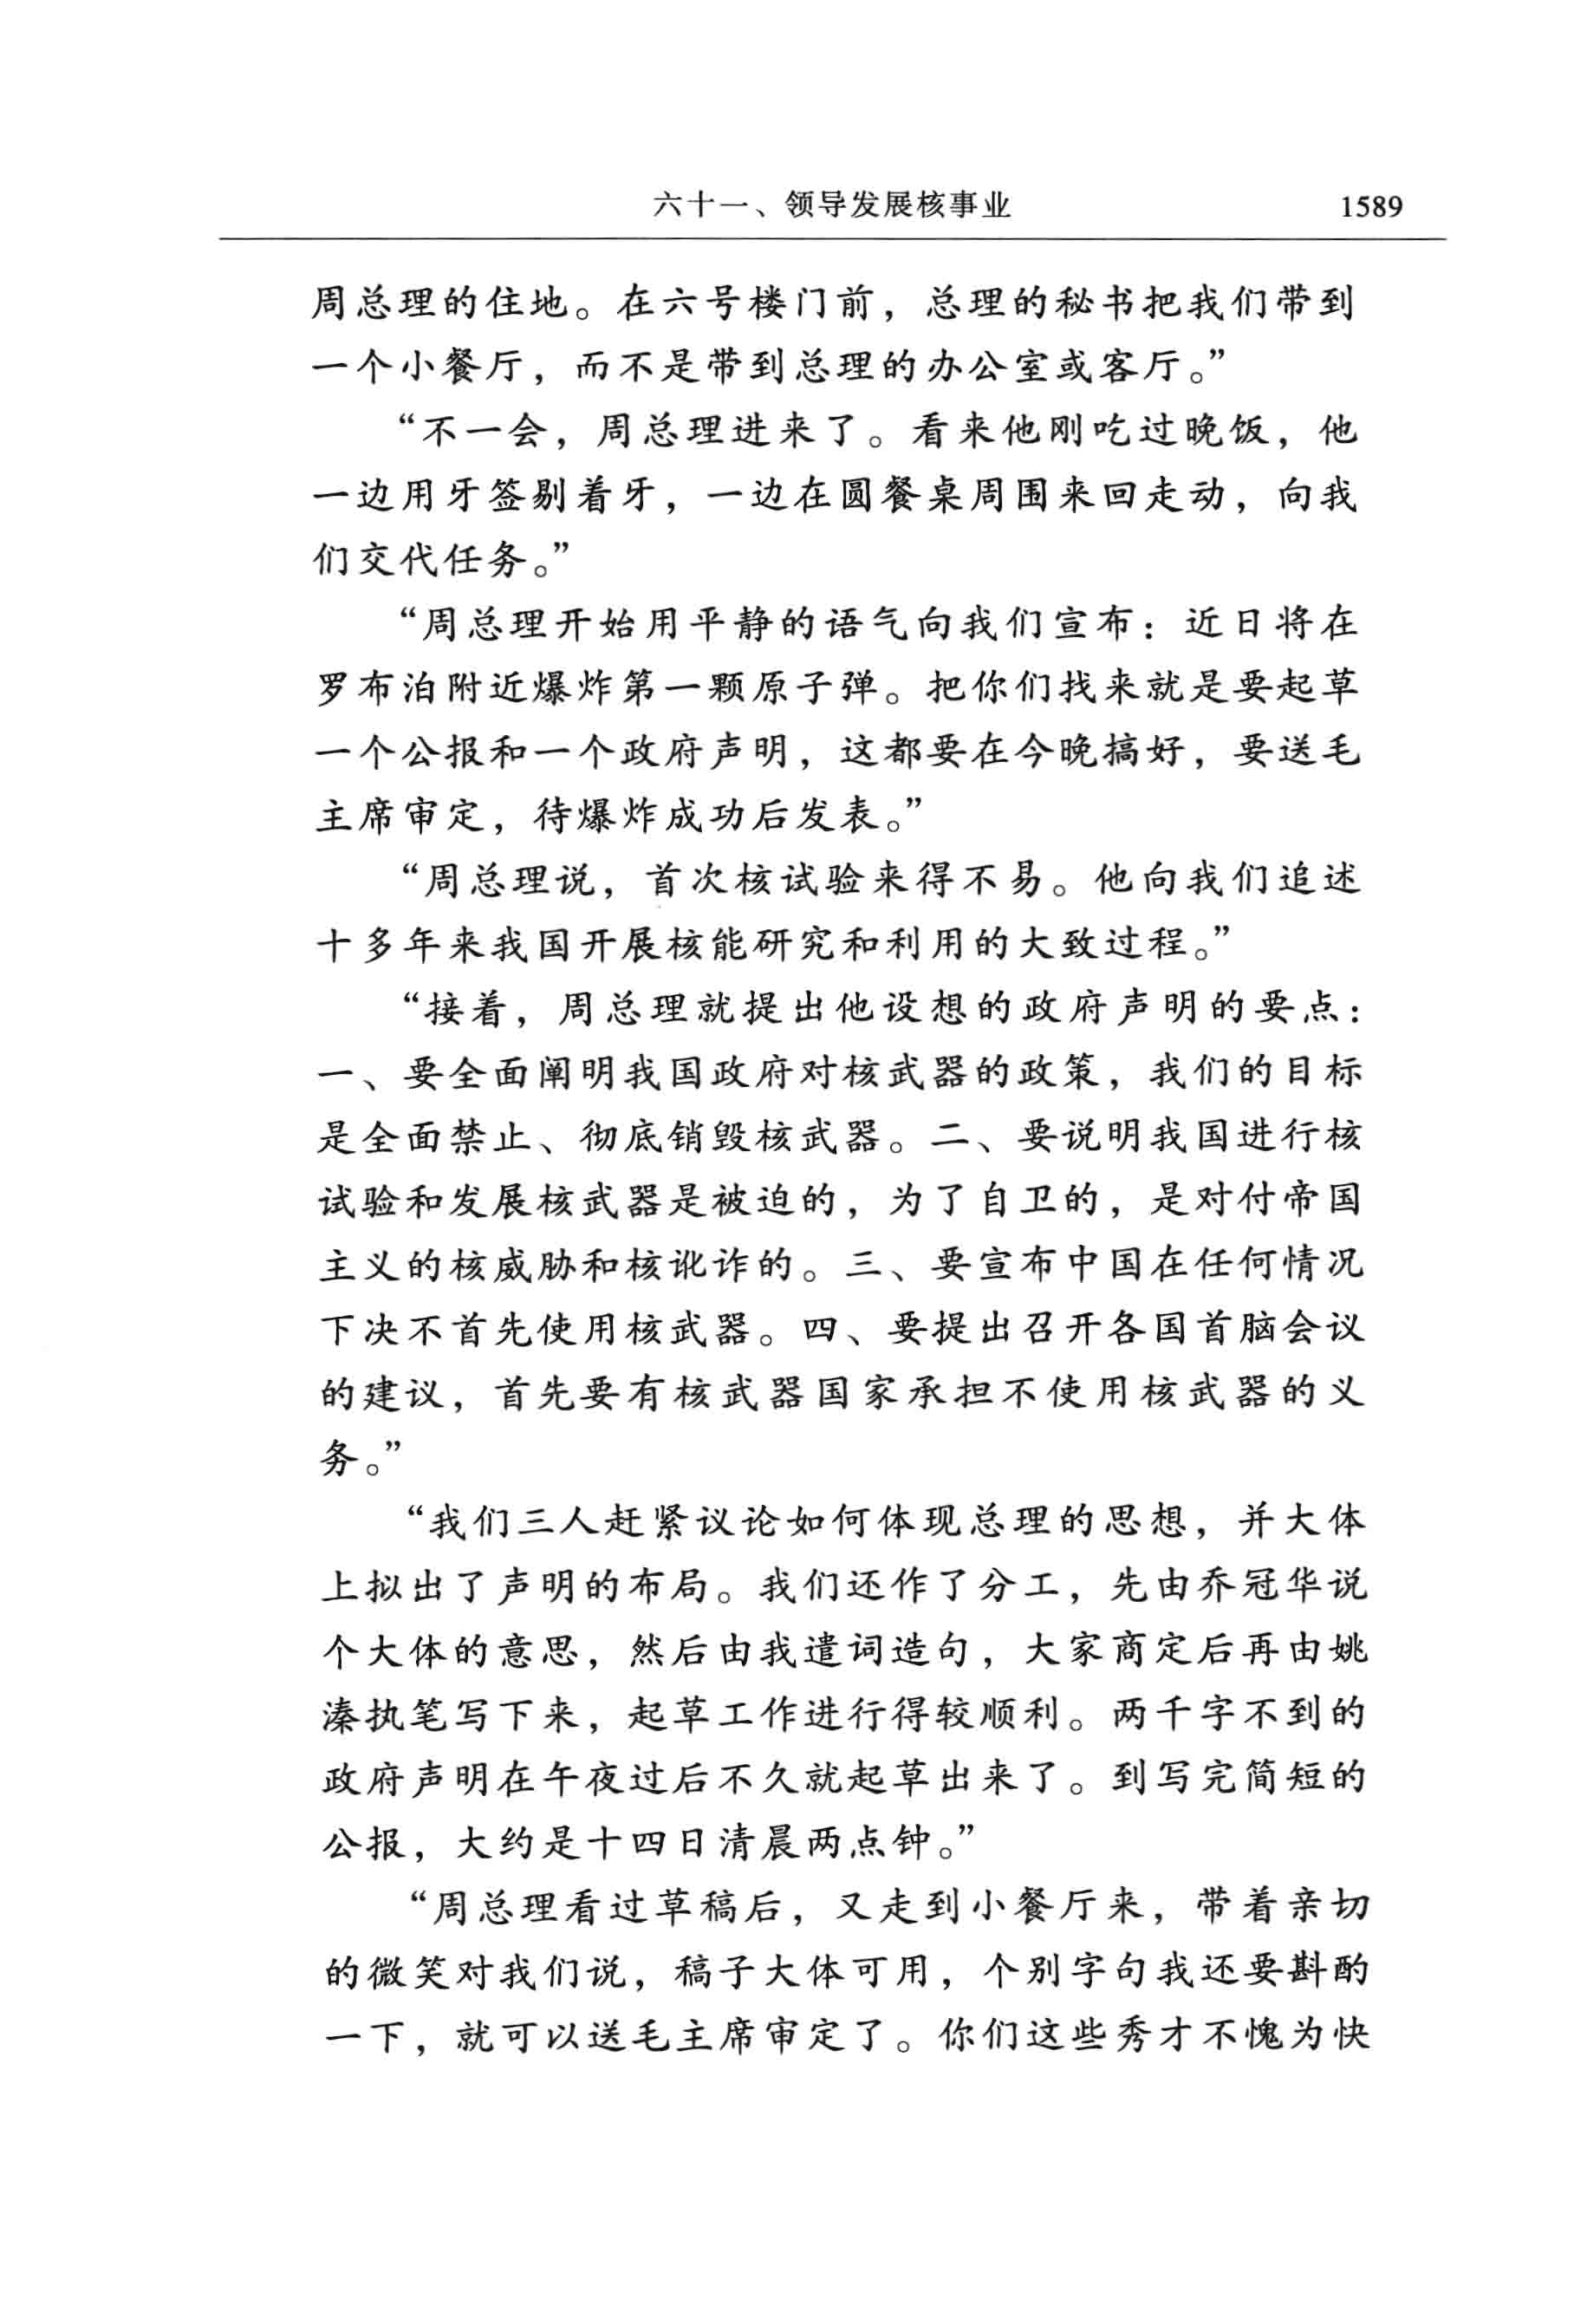 六十一、领导发展核事业 1589
周总理的住地。在六号楼门前，总理的秘书把我们带到
一个小餐厅，而不是带到总理的办公室或客厅。”
“不一会，周总理进来了。看来他刚吃过晚饭，他
一边用牙签剔着牙，一边在圆餐桌周围来回走动，向我
们交代任务。”
“周总理开始用平静的语气向我们宣布：近日将在
罗布泊附近爆炸第一颗原子弹。把你们找来就是要起草
一个公报和一个政府声明，这都要在今晚搞好，要送毛
主席审定，待爆炸成功后发表。”
“周总理说，首次核试验来得不易。他向我们追述
十多年来我国开展核能研究和利用的大致过程。”
“接着，周总理就提出他设想的政府声明的要点：
一、要全面阐明我国政府对核武器的政策，我们的目标
是全面禁止、彻底销毁核武器。二、要说明我国进行核
试验和发展核武器是被迫的，为了自卫的，是对付帝国
主义的核威胁和核讹诈的。三、要宣布中国在任何情况
下决不首先使用核武器。四、要提出召开各国首脑会议
的建议，首先要有核武器国家承担不使用核武器的义
务。”
“我们三人赶紧议论如何体现总理的思想，并大体
上拟出了声明的布局。我们还作了分工，先由乔冠华说
个大体的意思，然后由我遣词造句，大家商定后再由姚
溱执笔写下来，起草工作进行得较顺利。两千字不到的
政府声明在午夜过后不久就起草出来了。到写完简短的
公报，大约是十四日清晨两点钟。”
“周总理看过草稿后，又走到小餐厅来，带着亲切
的微笑对我们说，稿子大体可用，个别字句我还要斟酌
一下，就可以送毛主席审定了。你们这些秀才不愧为快